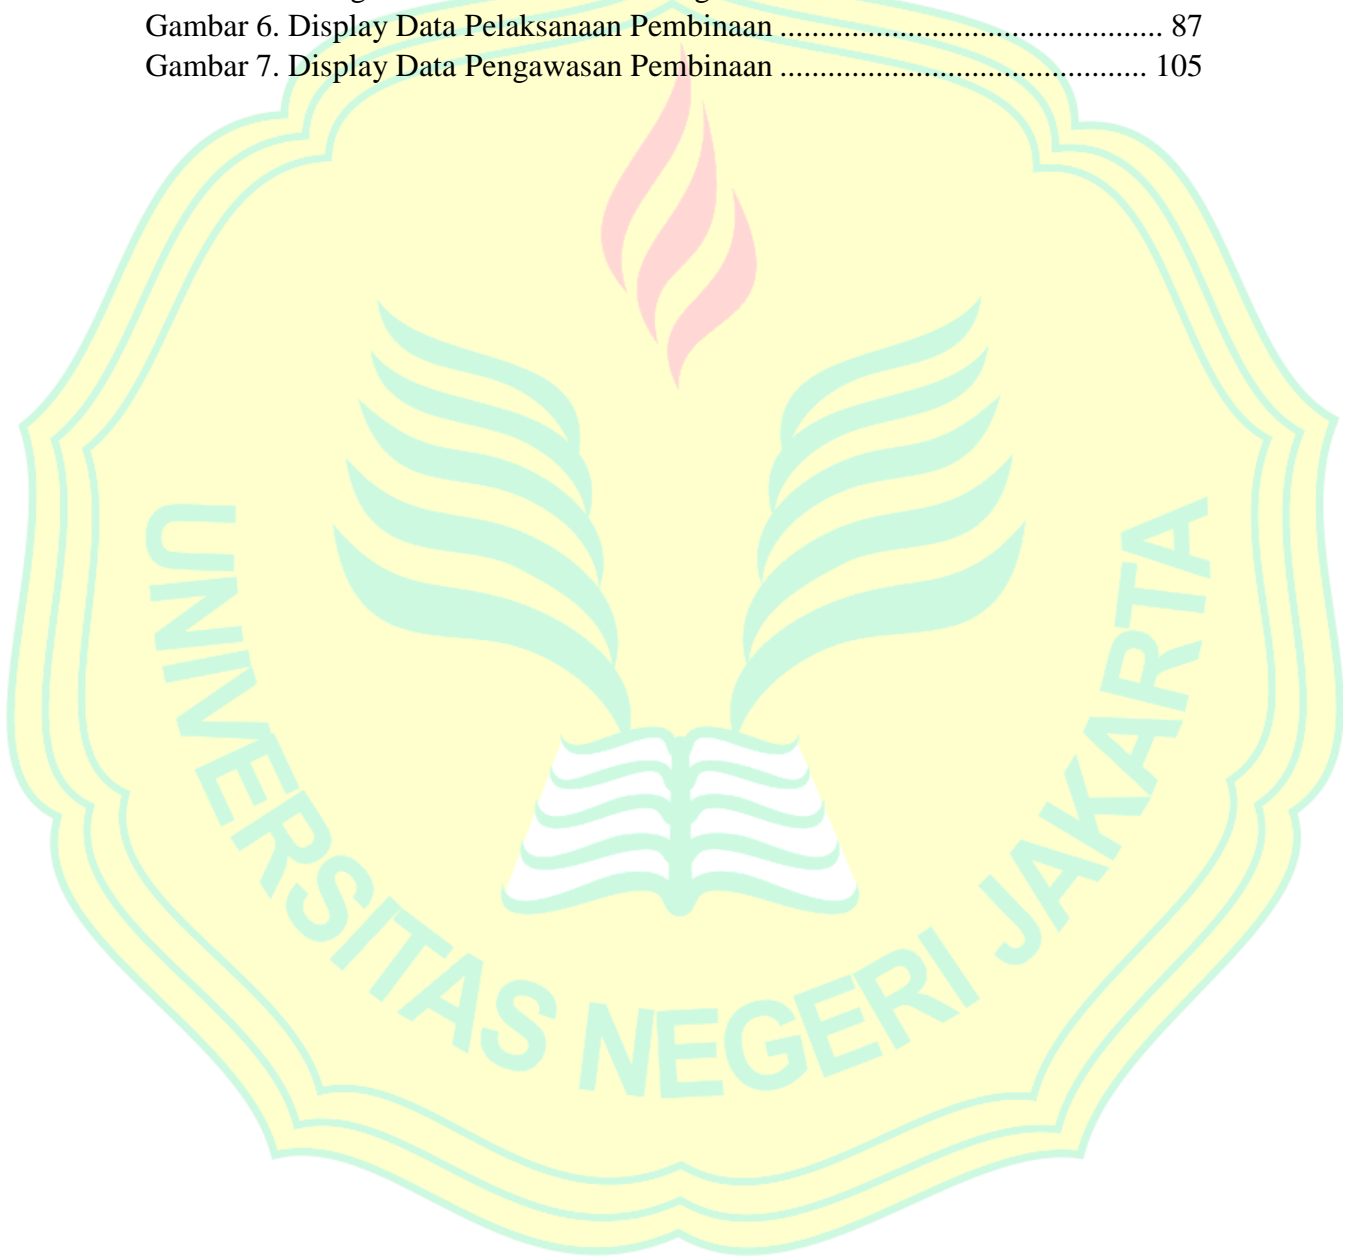 Gambar 6. Display Data Pelaksanaan Pembinaan ................................................ 87
Gambar 7. Display Data Pengawasan Pembinaan .............................................. 105
UNIVERSITAS NEGERI JAKARTA